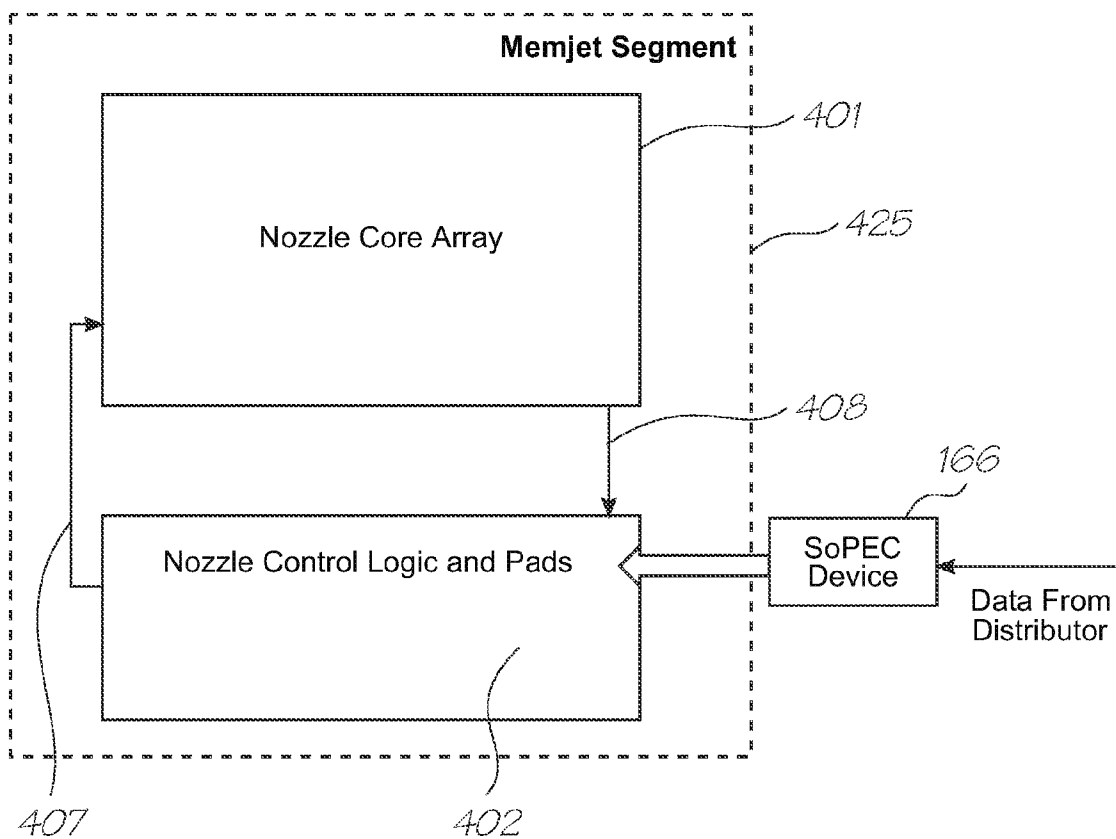 Memjet Segment
401
Nozzle Core Array
425
408
166
Nozzle Control Logic and Pads
SoPEC
Device
Data From
Distributor
407
402